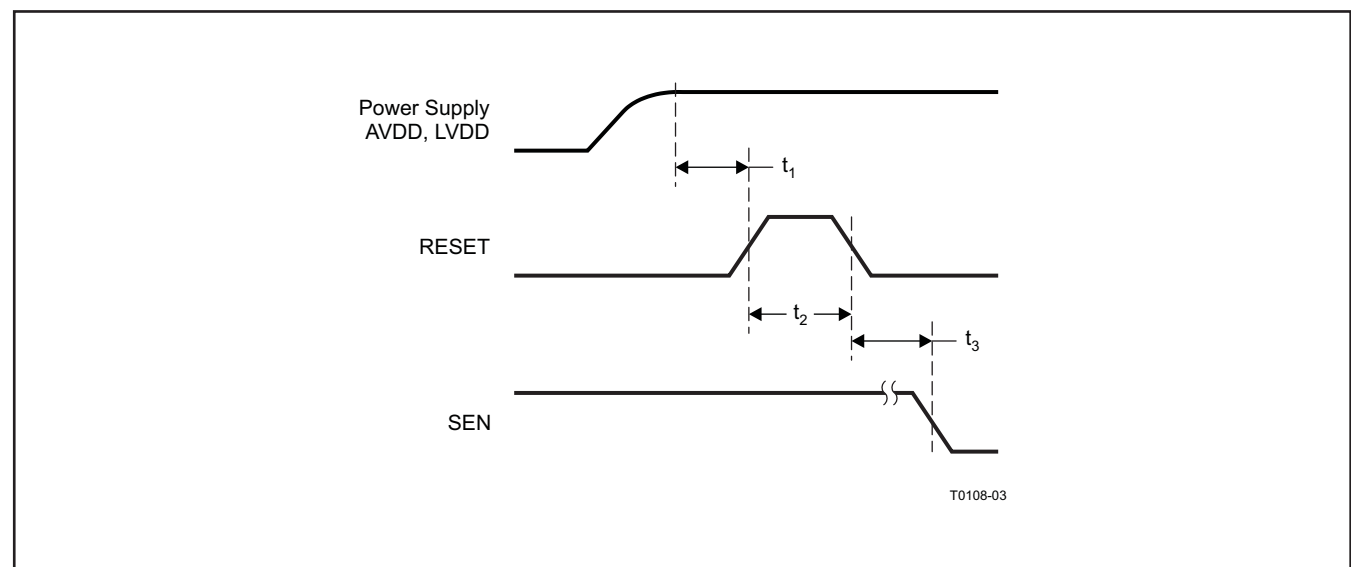 Power Supply
AVDD, LVDD
t1
RESET
t2
t3
SEN
T0108-03